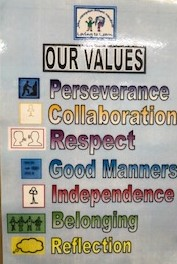 OUR VALUES
Perseverance
Collaboration
Respect
Good Manners
Independence
Belonging
Reflection